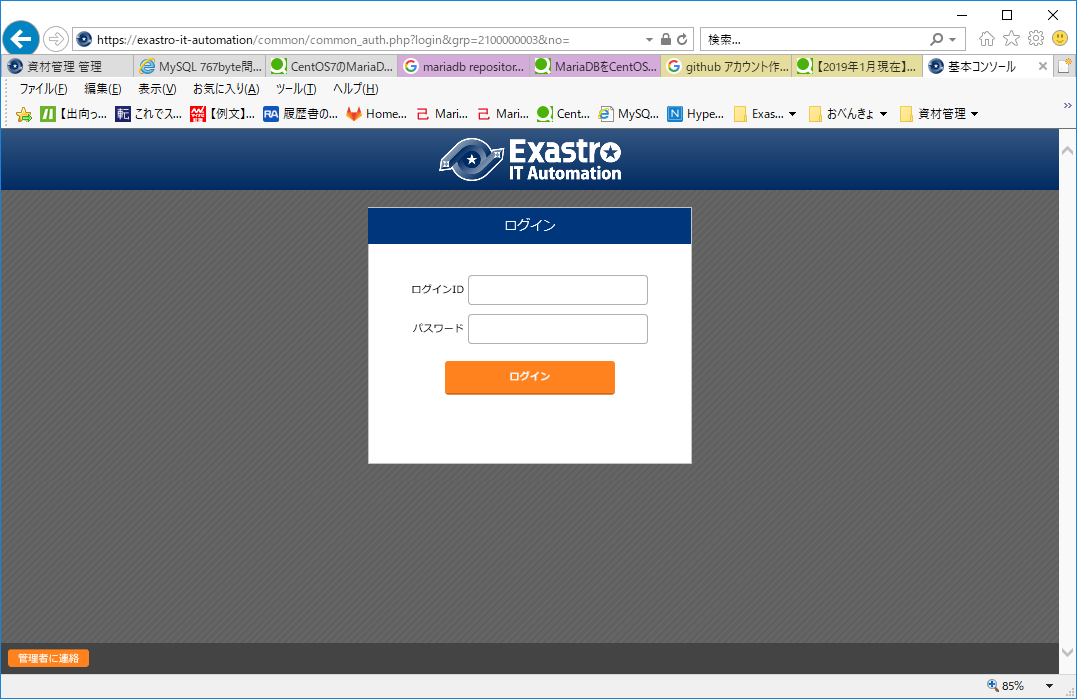 https://exastro-it-automation/common/common_auth.php?login&grp=2100000003&no=
検索...
資材管理 管理
MySQL 767byte問...
CentOS7のMariaD...
mariadb repositor...
MariaDBをCentOS...
github アカウント作...
【2019年1月現在】...
基本コンソール
ファイル(F) 編集(E) 表示(V) お気に入り(A) ツール(T) ヘルプ(H)
【出向っ...
転 これでス...
【例文】...
RA 履歴書の...
Home...
Mari...
Mari...
Cent...
MySQ...
N Hype...
Exas...
おべんきょ
資材管理
Exastro
IT Automation
ログイン
ログインID
パスワード
ログイン
管理者に連絡
85%